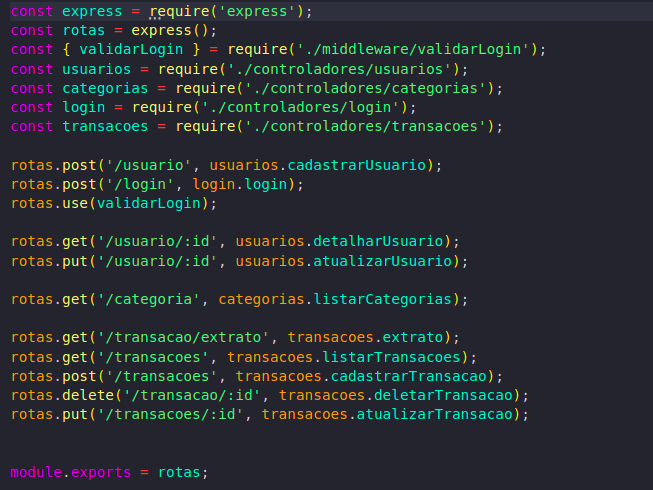 const express = require('express');
const rotas = express();
const { validarLogin } = require('./middleware/validarLogin');
const usuarios = require('./controladores/usuarios');
const categorias = require('./controladores/categorias');
const login = require('./controladores/login');
const transacoes = require('./controladores/transacoes');
rotas.post('/usuario', usuarios.cadastrarUsuario);
rotas.post('/login', login.login);
rotas.use(validarLogin);
rotas.get('/usuario/:id', usuarios.detalharUsuario);
rotas.put('/usuario/:id', usuarios.atualizarUsuario);
rotas.get('/categoria', categorias.listarCategorias);
rotas.get('/transacao/extrato', transacoes.extrato);
rotas.get('/transacoes', transacoes.listarTransacoes);
rotas.post('/transacoes', transacoes.cadastrarTransacao);
rotas.delete('/transacao/:id', transacoes.deletarTransacao);
rotas.put('/transacoes/:id', transacoes.atualizarTransacao);
module.exports = rotas;